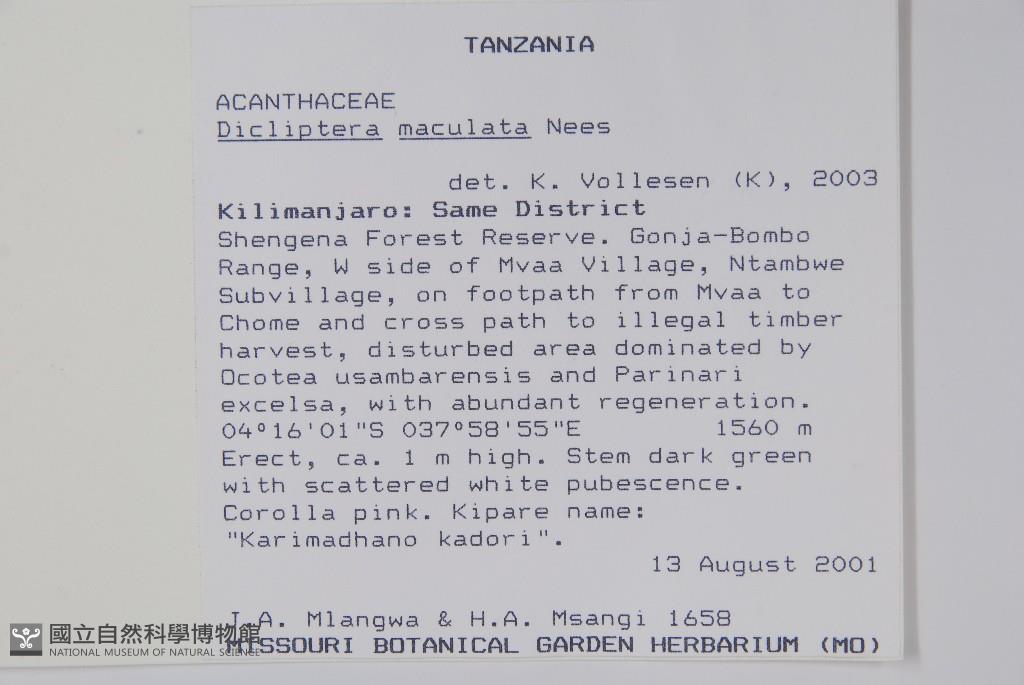 TANZANIA
ACANTHACEAE
Dicliptera maculata Nees
det. K. Vollesen (K), 2003
Kilimanjaro: Same District
Shengena Forest Reserve. Gonja-Bombo
Range, W side of Mvaa Village, Ntambwe
Subvillage, on footpath from Mvaa to
Chome and cross path to illegal timber
harvest, disturbed area dominated by
Ocotea usambarensis and Parinari
excelsa, with abundant regeneration.
04°16'01"S 037°58'55"E 1560 m
Erect, ca. 1 m high. Stem dark green
with scattered white pubescence.
Corolla pink. Kipare name:
"Karimadhano kadori".
13 August 2001
Mlangwa & H.A. Msangi 1658
MISSOURI BOTANICAL GARDEN HERBARIUM (MO)
國立自然科學博物館
NATIONAL MUSEUM OF NATURAL SCIENCE